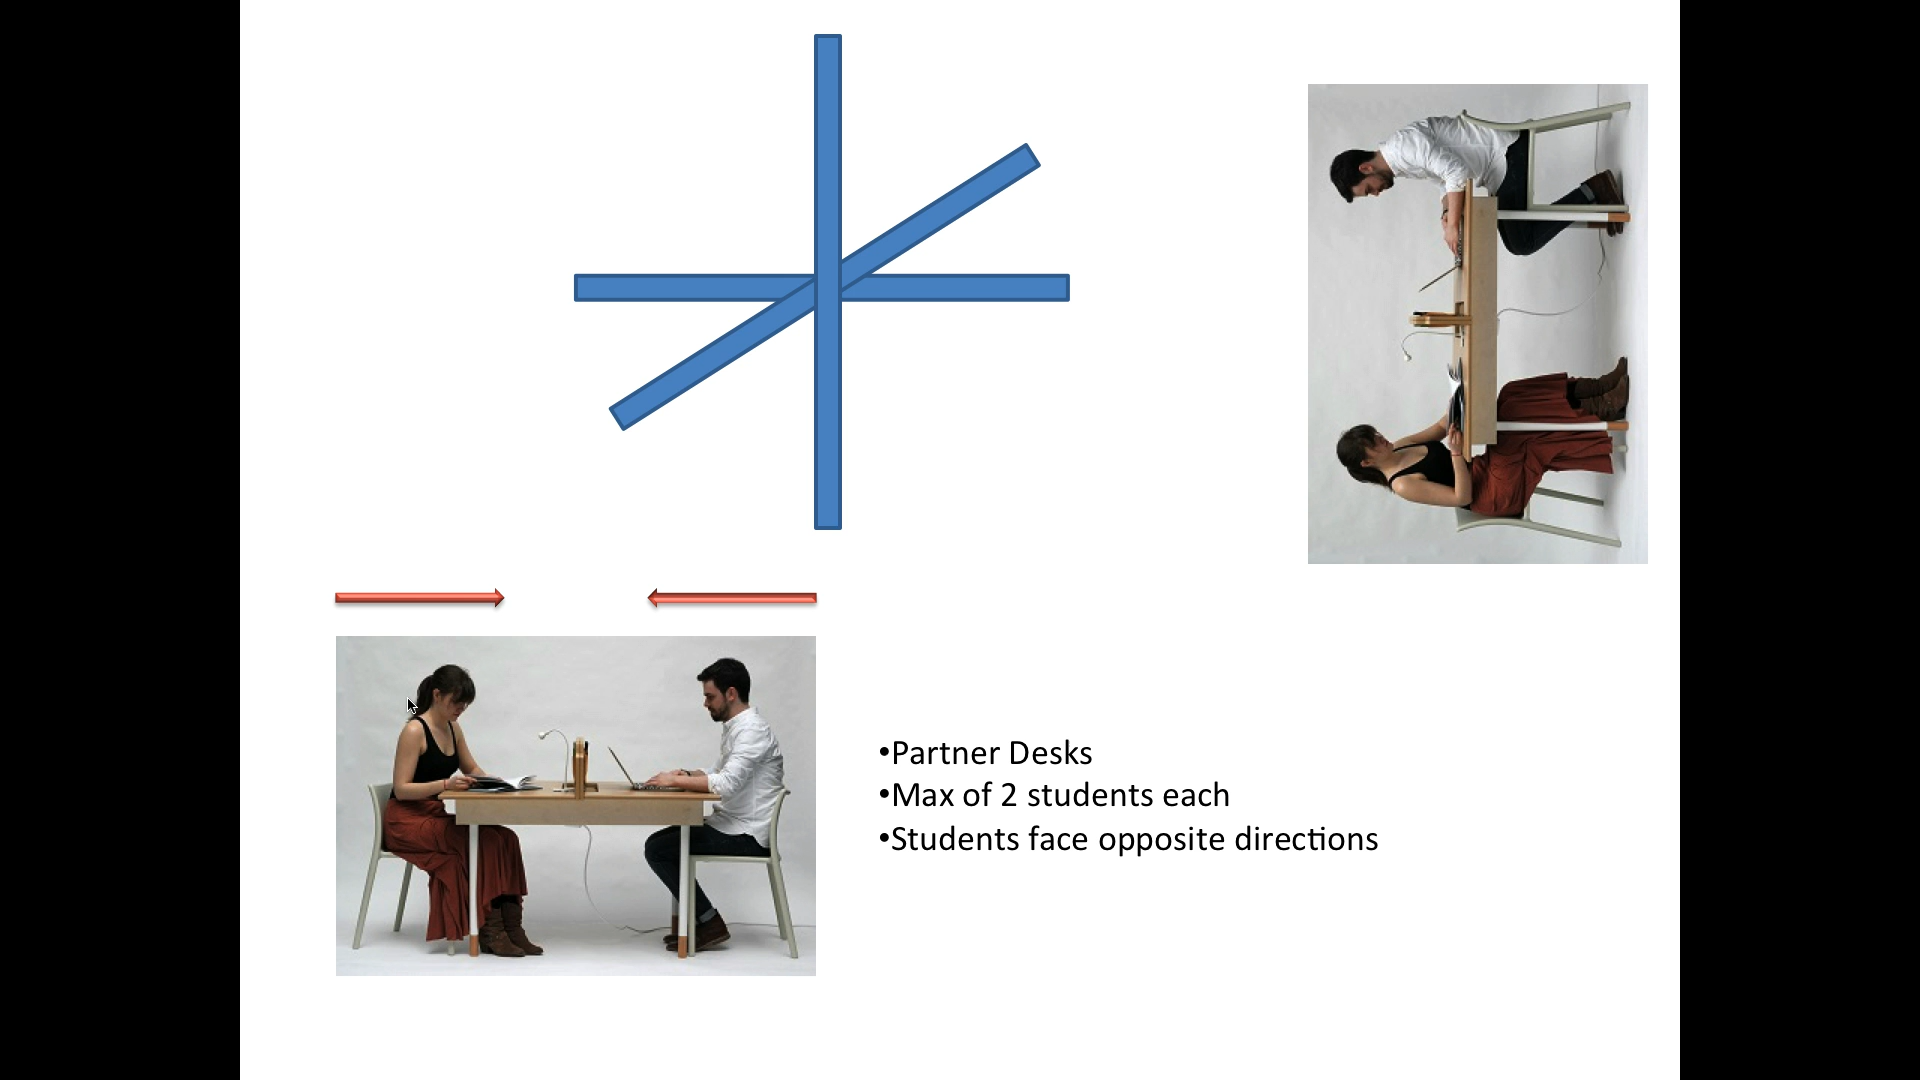 •Partner Desks
•Max of 2 students each
•Students face opposite directions